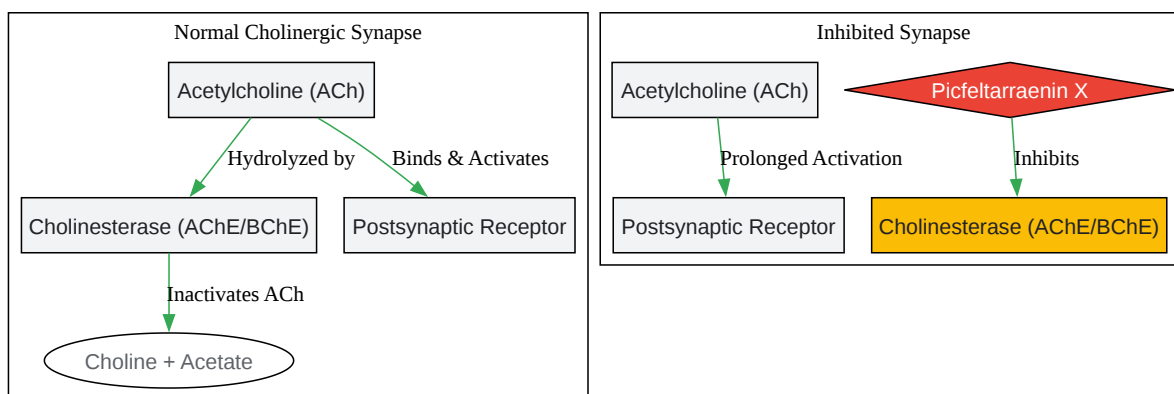 Normal Cholinergic Synapse
Acetylcholine (ACh)
Hydrolyzed by
Binds & Activates
Cholinesterase (AChE/BChE)
Postsynaptic Receptor
Inactivates ACh
Choline + Acetate
Inhibited Synapse
Acetylcholine (ACh)
Picfeltarraenin X
Prolonged Activation
Inhibits
Postsynaptic Receptor
Cholinesterase (AChE/BChE)